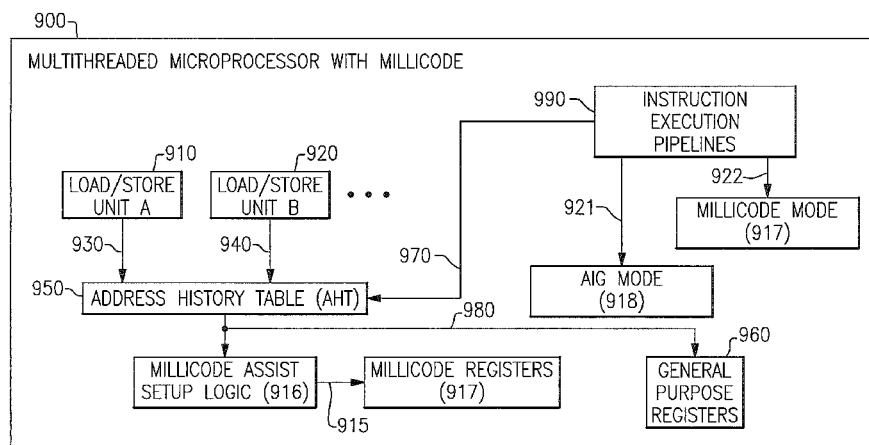 900
MULTITHREADED MICROPROCESSOR WITH MILLICODE
990
INSTRUCTION
EXECUTION
PIPELINES
910
LOAD/STORE
UNIT A
920
LOAD/STORE
UNIT B
922
921
MILLICODE MODE
(917)
930
940
970
AIG MODE
(918)
950
ADDRESS HISTORY TABLE (AHT)
980
960
MILLICODE ASSIST
SETUP LOGIC (916)
915
MILLICODE REGISTERS
(917)
GENERAL
PURPOSE
REGISTERS